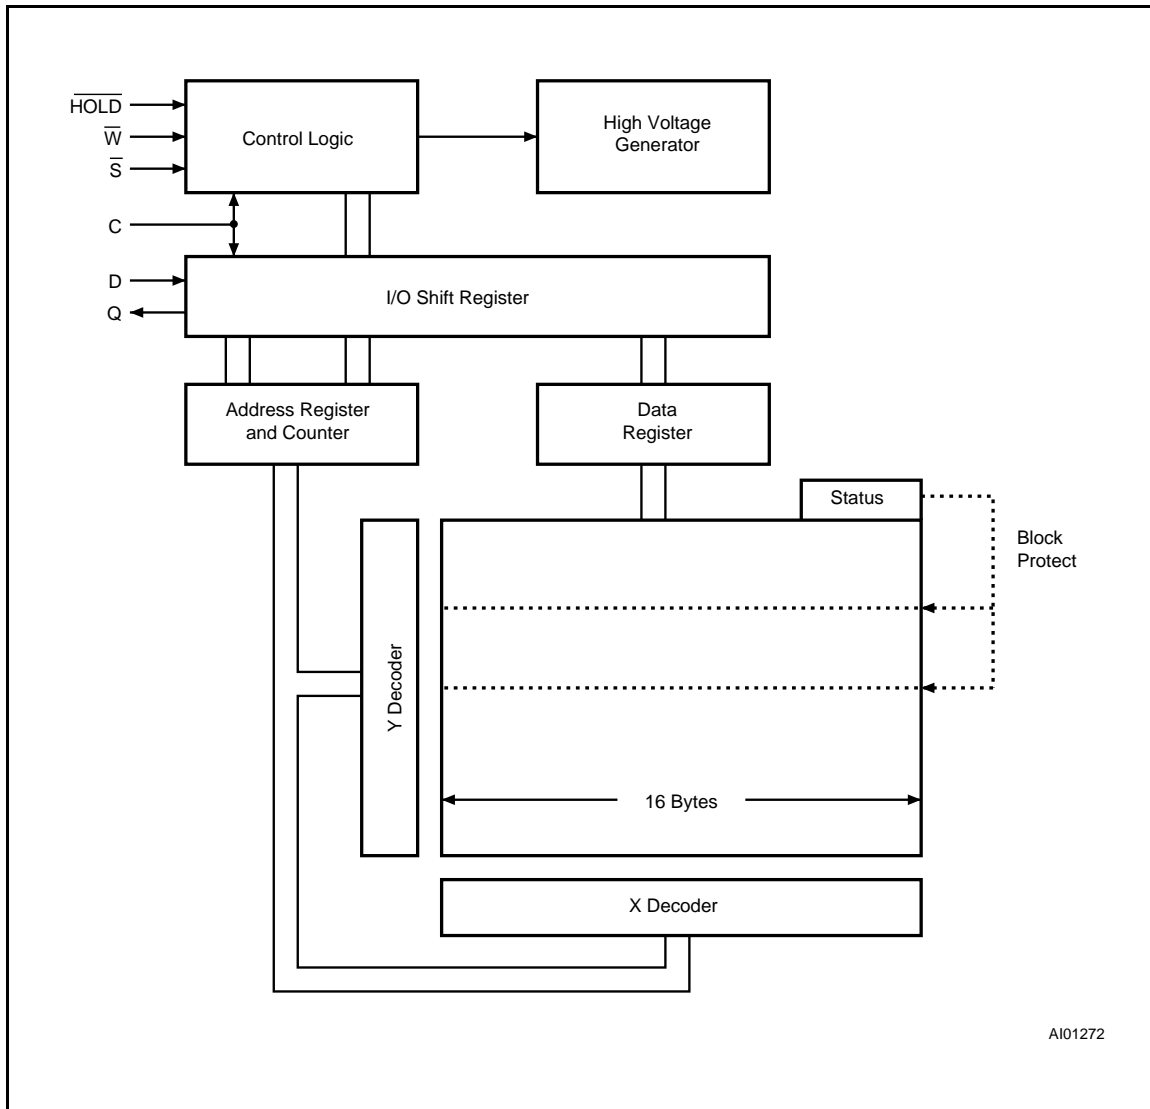 HOLD
W
S
C
D
Q
Control Logic
High Voltage
Generator
I/O Shift Register
Address Register
and Counter
Data
Register
Status
Block
Protect
Y Decoder
16 Bytes
X Decoder
AI01272